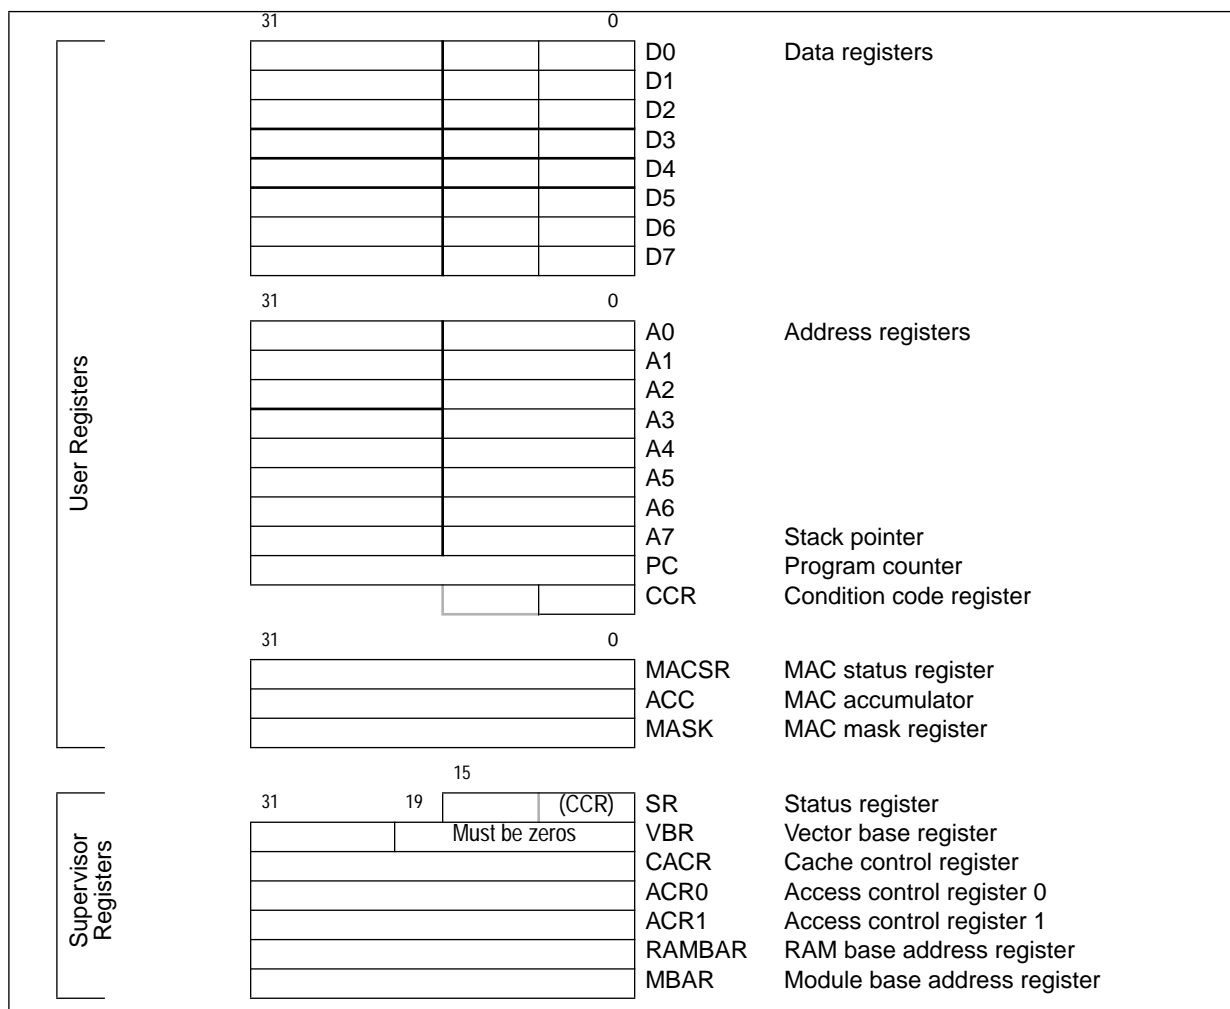 31 0
D0 Data registers
D1
D2
D3
D4
D5
D6
D7
31 0
A0 Address registers
A1
A2
A3
A4
A5
A6
A7 Stack pointer
PC Program counter
CCR Condition code register
31 0
MACSR MAC status register
ACC MAC accumulator
MASK MAC mask register
User Registers
15
31 19 (CCR) SR Status register
Must be zeros VBR Vector base register
CACR Cache control register
ACR0 Access control register 0
ACR1 Access control register 1
RAMBAR RAM base address register
MBAR Module base address register
Supervisor
Registers